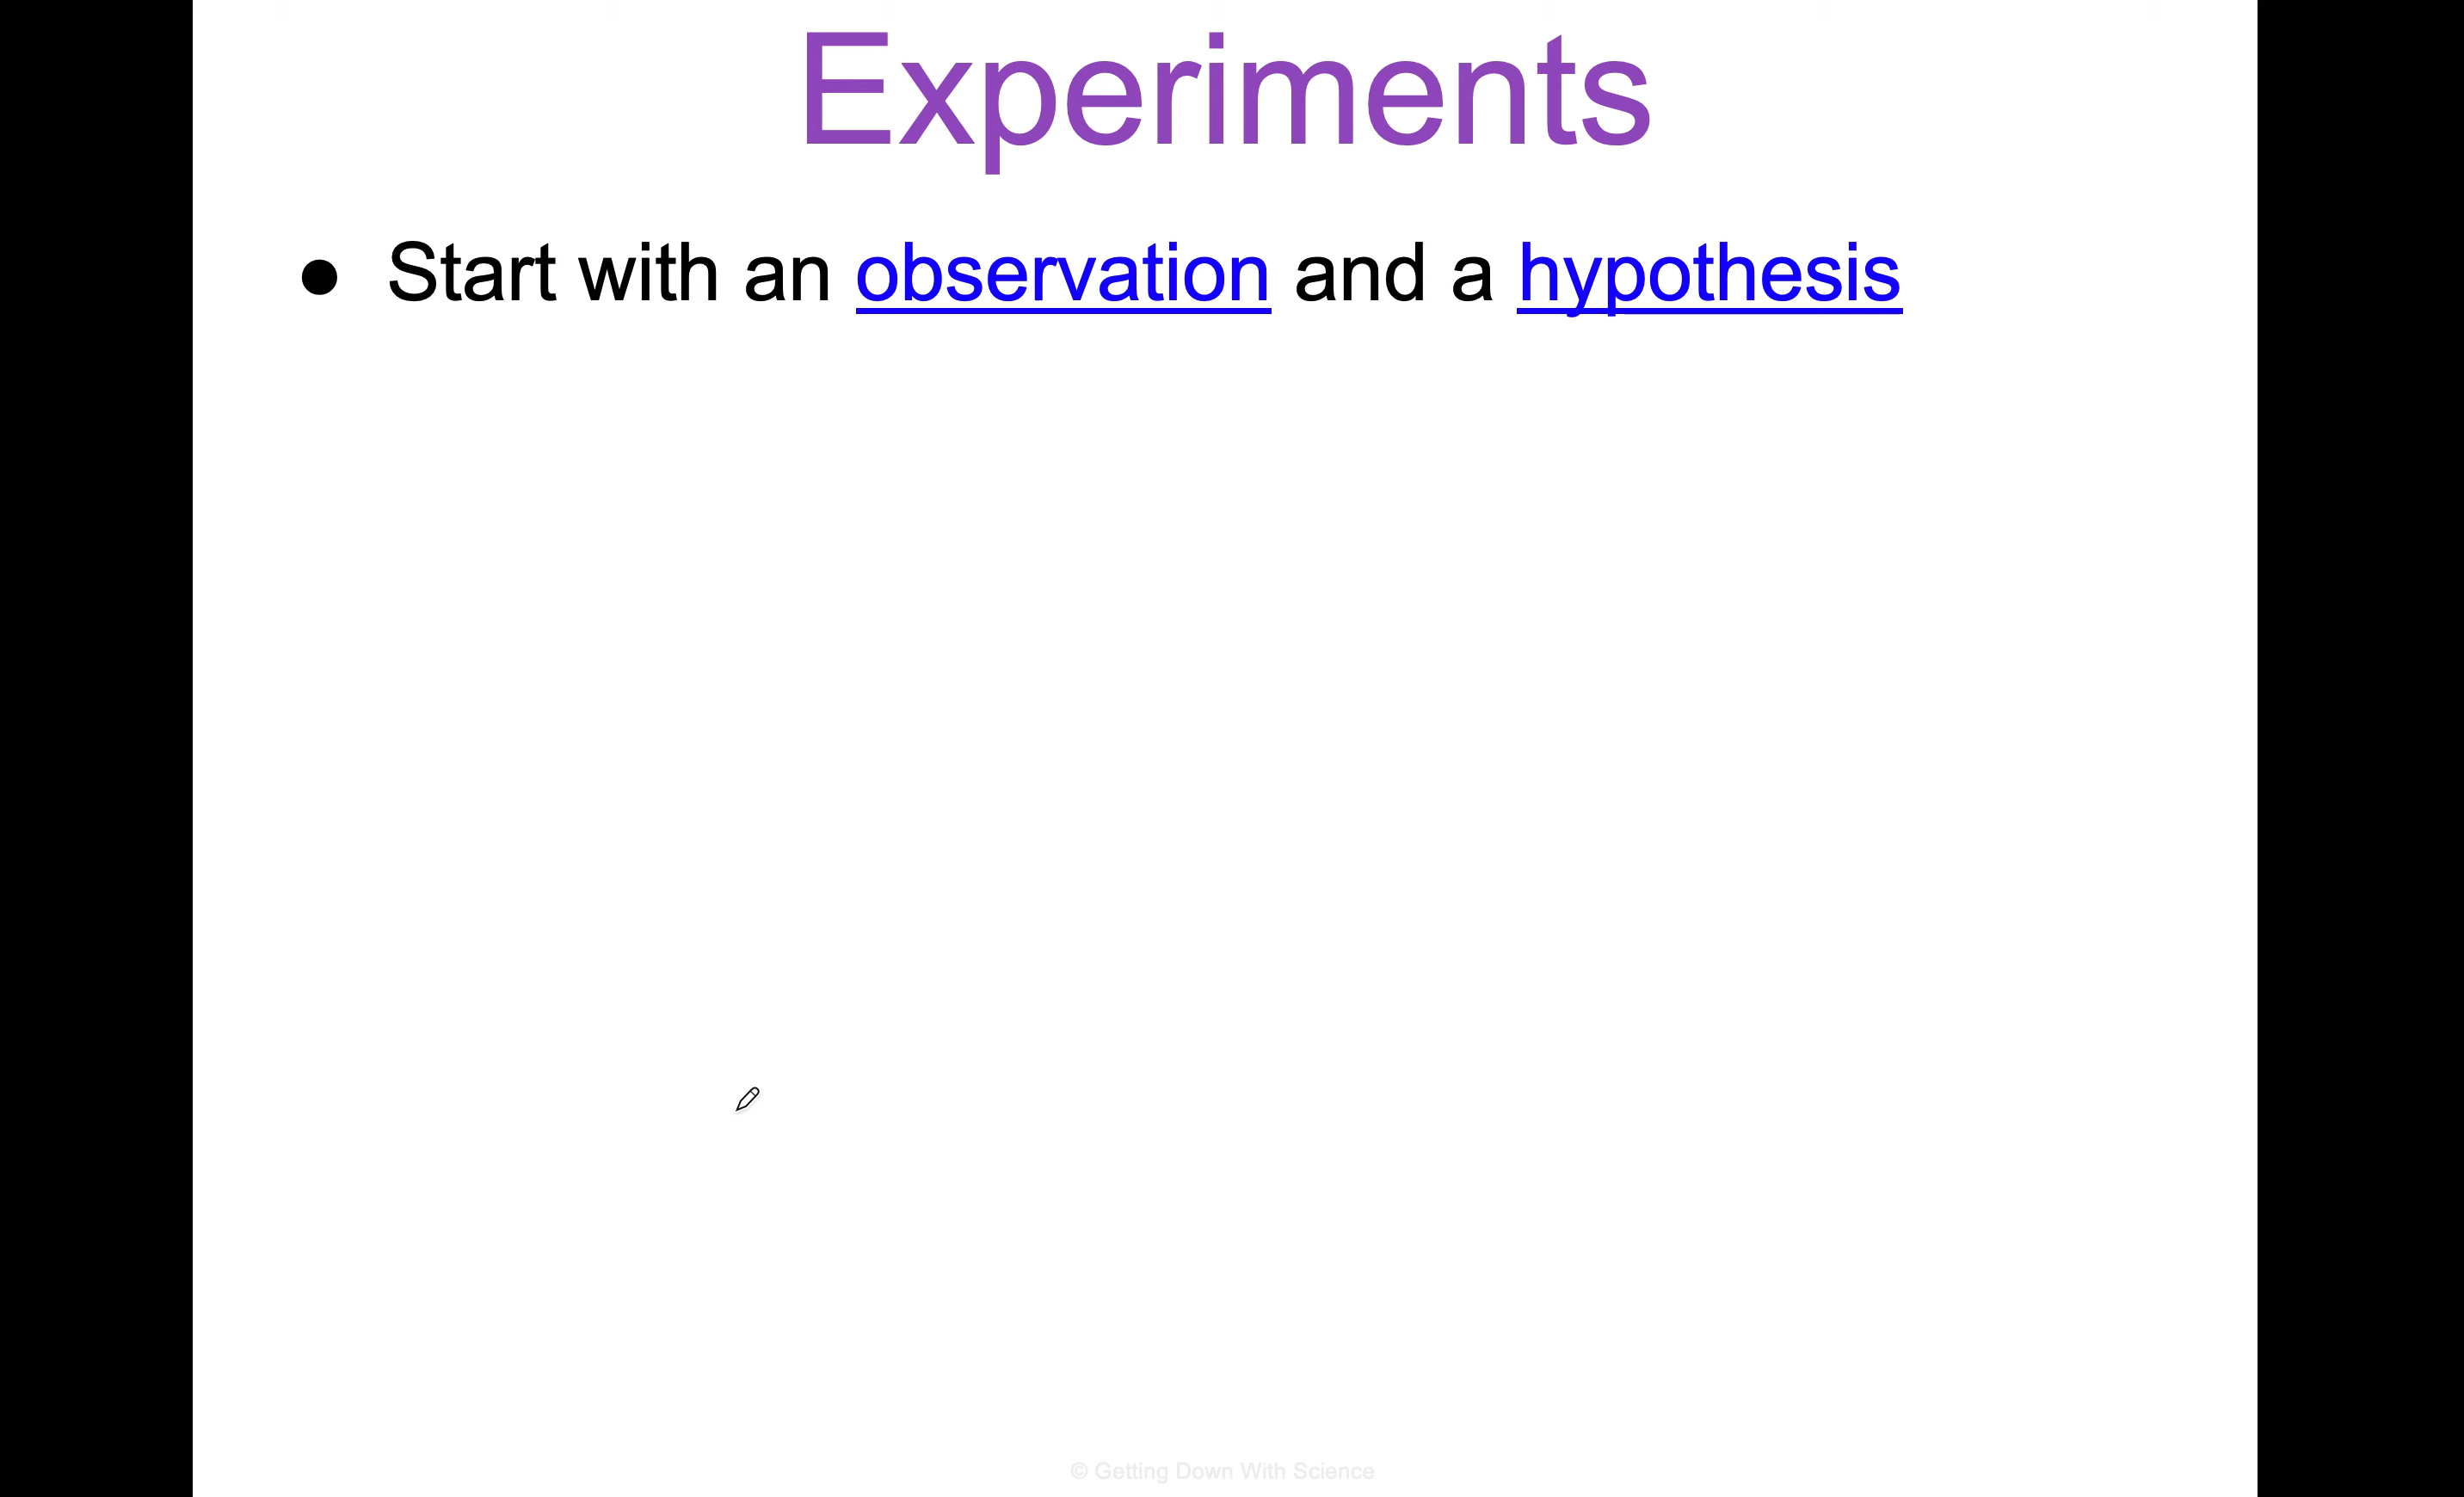 Experiments
● Start with an observation and a hypothesis
© Getting Down With Science